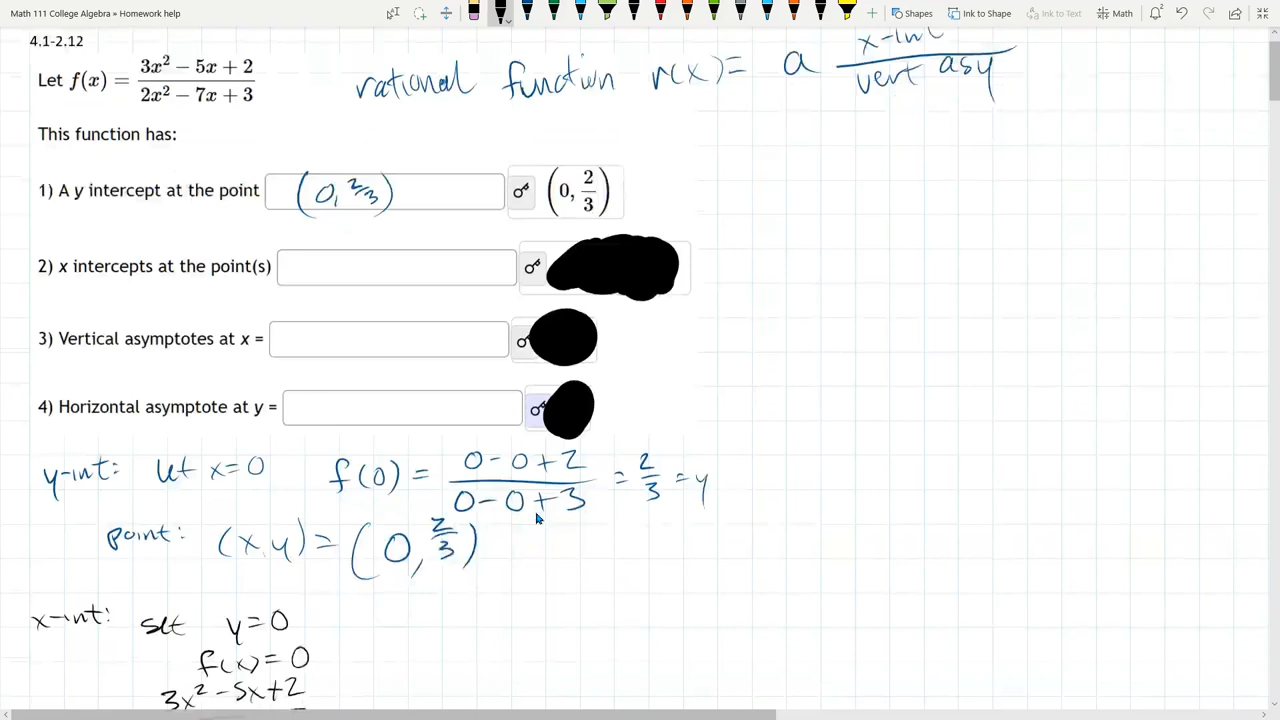 Math 111 College Algebra » Homework help
Shapes Ink to Shape Ink to Text Math
4.1-2.12
Let f(x) = (3x² − 5x + 2)/(2x² − 7x + 3)
rational function r(x) = a x-int/vert asy
This function has:
1) A y intercept at the point (0, 2/3) (0, 2/3)
2) x intercepts at the point(s)
3) Vertical asymptotes at x =
4) Horizontal asymptote at y =
y-int: let x=0 f(0) = (0-0+2)/(0-0+3) = 2/3 = y
point: (x,y) = (0, 2/3)
x-int: set y=0
f(x)=0
3x²-5x+2